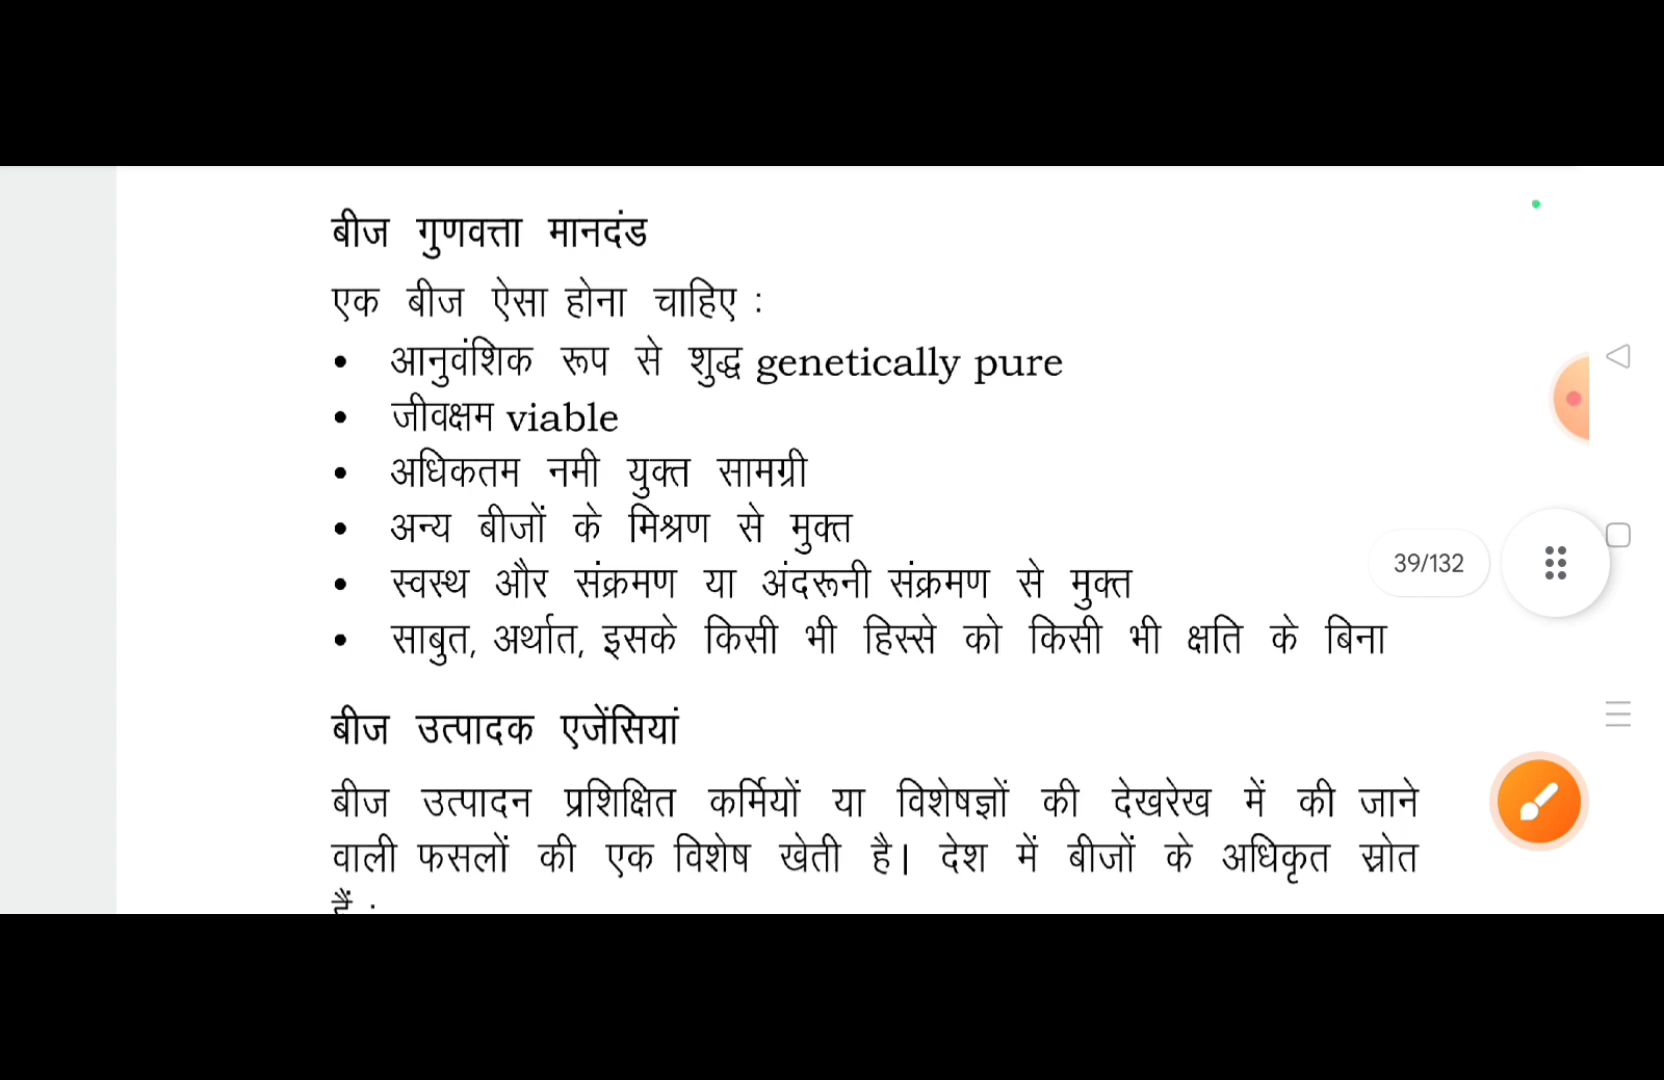 बीज गुणवत्ता मानदंड
एक बीज ऐसा होना चाहिए :
• आनुवंशिक रूप से शुद्ध genetically pure
• जीवक्षम viable
• अधिकतम नमी युक्त सामग्री
• अन्य बीजों के मिश्रण से मुक्त
• स्वस्थ और संक्रमण या अंदरूनी संक्रमण से मुक्त
• साबुत, अर्थात, इसके किसी भी हिस्से को किसी भी क्षति के बिना
39/132
बीज उत्पादक एजेंसियां
बीज उत्पादन प्रशिक्षित कर्मियों या विशेषज्ञों की देखरेख में की जाने
वाली फसलों की एक विशेष खेती है। देश में बीजों के अधिकृत स्रोत
हैं :